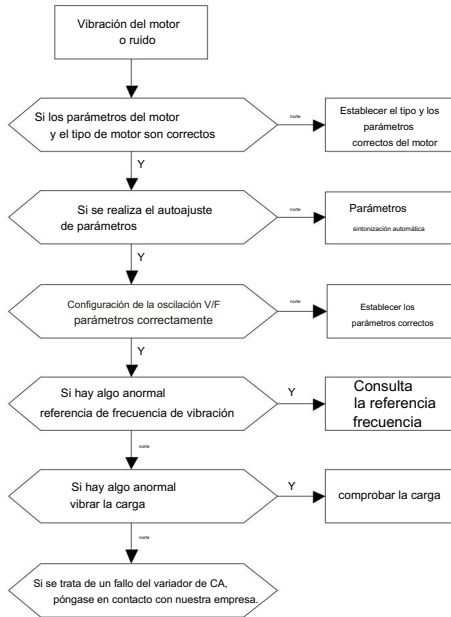 Vibración del motor
o ruido
Si los parámetros del motor
y el tipo de motor son correctos
norte
Establecer el tipo y los
parámetros
correctos del motor
Y
Si se realiza el autoajuste
de parámetros
norte
Parámetros
sintonización automática
Y
Configuración de la oscilación V/F
parámetros correctamente
norte
Establecer los
parámetros correctos
Y
Si hay algo anormal
referencia de frecuencia de vibración
Y
Consulta
la referencia
frecuencia
norte
Si hay algo anormal
vibrar la carga
Y
comprobar la carga
norte
Si se trata de un fallo del variador de CA,
póngase en contacto con nuestra empresa.